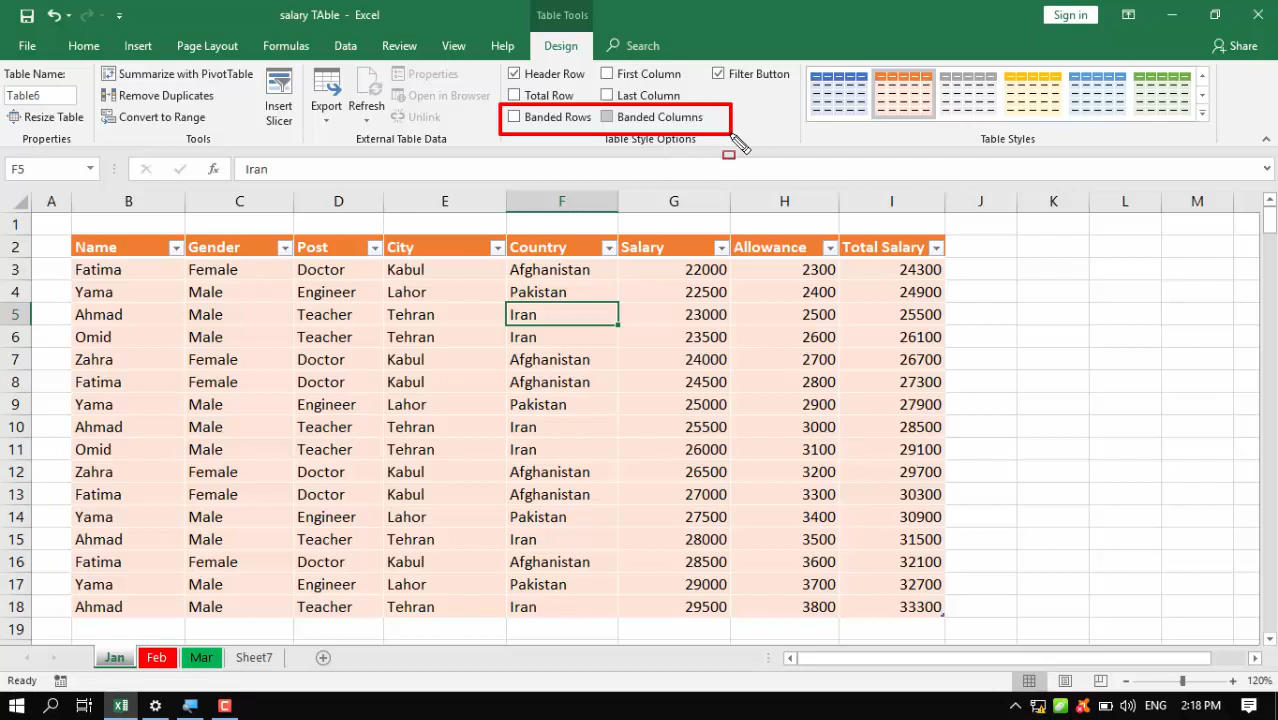 salary TAble - Excel
Table Tools
Sign in
File Home Insert Page Layout Formulas Data Review View Help Design Search Share
Table Name:
Table6
Resize Table
Properties
Summarize with PivotTable
Remove Duplicates
Convert to Range
Tools
Insert
Slicer
Export
Refresh
Properties
Open in Browser
Unlink
External Table Data
Header Row First Column Filter Button
Total Row Last Column
Banded Rows Banded Columns
Table Style Options
Table Styles
F5 fx Iran
A B C D E F G H I J K L M
1
2 Name Gender Post City Country Salary Allowance Total Salary
3 Fatima Female Doctor Kabul Afghanistan 22000 2300 24300
4 Yama Male Engineer Lahor Pakistan 22500 2400 24900
5 Ahmad Male Teacher Tehran Iran 23000 2500 25500
6 Omid Male Teacher Tehran Iran 23500 2600 26100
7 Zahra Female Doctor Kabul Afghanistan 24000 2700 26700
8 Fatima Female Doctor Kabul Afghanistan 24500 2800 27300
9 Yama Male Engineer Lahor Pakistan 25000 2900 27900
10 Ahmad Male Teacher Tehran Iran 25500 3000 28500
11 Omid Male Teacher Tehran Iran 26000 3100 29100
12 Zahra Female Doctor Kabul Afghanistan 26500 3200 29700
13 Fatima Female Doctor Kabul Afghanistan 27000 3300 30300
14 Yama Male Engineer Lahor Pakistan 27500 3400 30900
15 Ahmad Male Teacher Tehran Iran 28000 3500 31500
16 Fatima Female Doctor Kabul Afghanistan 28500 3600 32100
17 Yama Male Engineer Lahor Pakistan 29000 3700 32700
18 Ahmad Male Teacher Tehran Iran 29500 3800 33300
19
Jan Feb Mar Sheet7
Ready 120%
ENG 2:18 PM